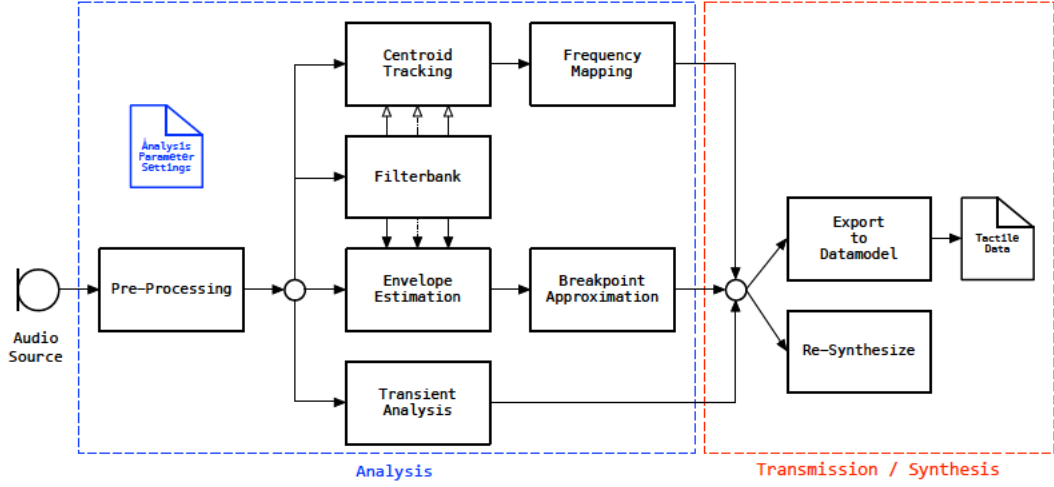 Centroid
Tracking
Frequency
Mapping
Analysis
Parameter
Settings
Filterbank
Export
to
Datamodel
Tactile
Data
Pre-Processing
Envelope
Estimation
Breakpoint
Approximation
Audio
Source
Re-Synthesize
Transient
Analysis
Analysis
Transmission / Synthesis